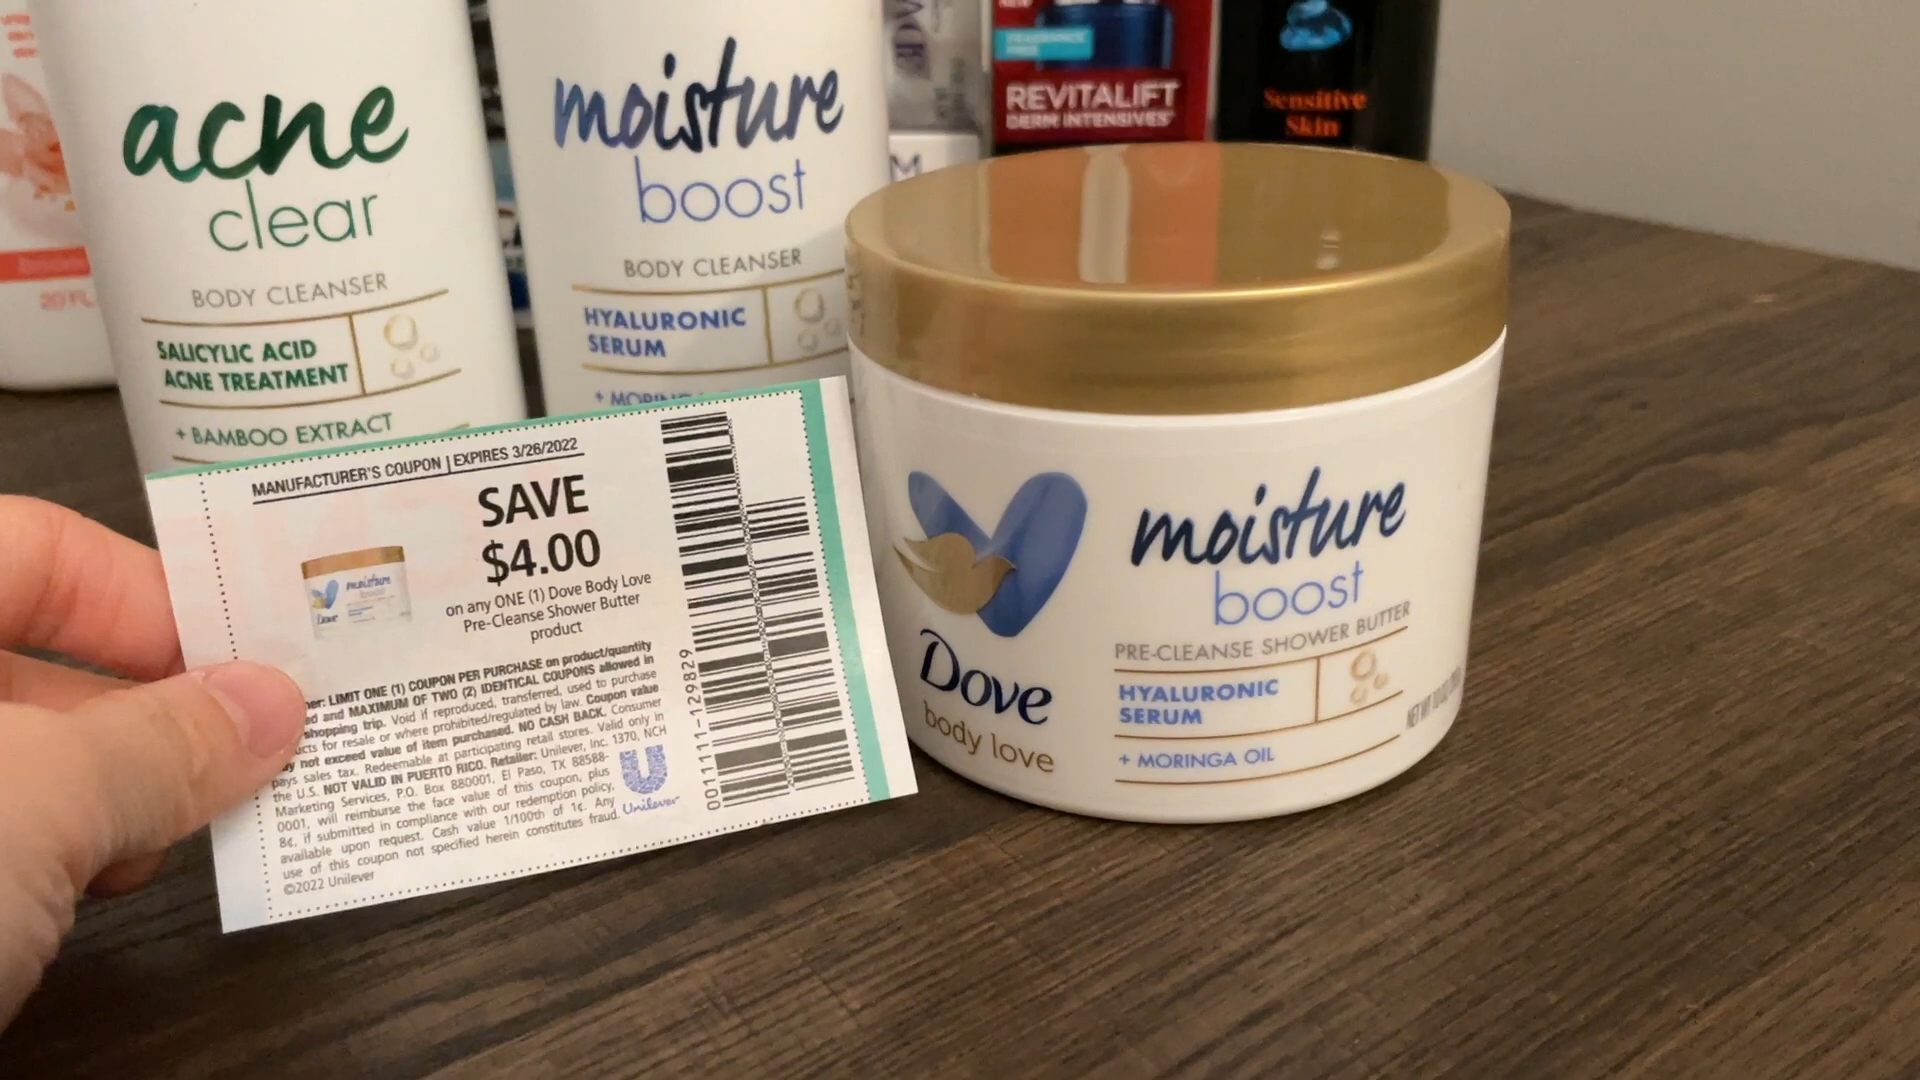 acne
clear
BODY CLEANSER
SALICYLIC ACID
ACNE TREATMENT
+ BAMBOO EXTRACT
moisture
boost
BODY CLEANSER
HYALURONIC
SERUM
REVITALIFT
DERM INTENSIVES
Sensitive
Skin
MANUFACTURER'S COUPON | EXPIRES 3/26/2022
SAVE
$4.00
on any ONE (1) Dove Body Love
Pre-Cleanse Shower Butter
product
LIMIT ONE (1) COUPON PER PURCHASE on product/quantity
and MAXIMUM OF TWO (2) IDENTICAL COUPONS allowed in
shopping trip. Void if reproduced, transferred, used to purchase
for resale or where prohibited/regulated by law. Coupon value
not exceed value of item purchased. NO CASH BACK. Consumer
pays sales tax. Redeemable at participating retail stores. Valid only in
the U.S. NOT VALID IN PUERTO RICO. Retailer: Unilever, Inc. 1370, NCH
Marketing Services, P.O. Box 880001, El Paso, TX 88588-
0001, will reimburse the face value of this coupon, plus
8¢, if submitted in compliance with our redemption policy,
available upon request. Cash value 1/100th of 1¢. Any
use of this coupon not specified herein constitutes fraud.
©2022 Unilever
Unilever
001111-129829
moisture
boost
Dove
moisture
boost
PRE-CLEANSE SHOWER BUTTER
HYALURONIC
SERUM
+ MORINGA OIL
Dove
body love